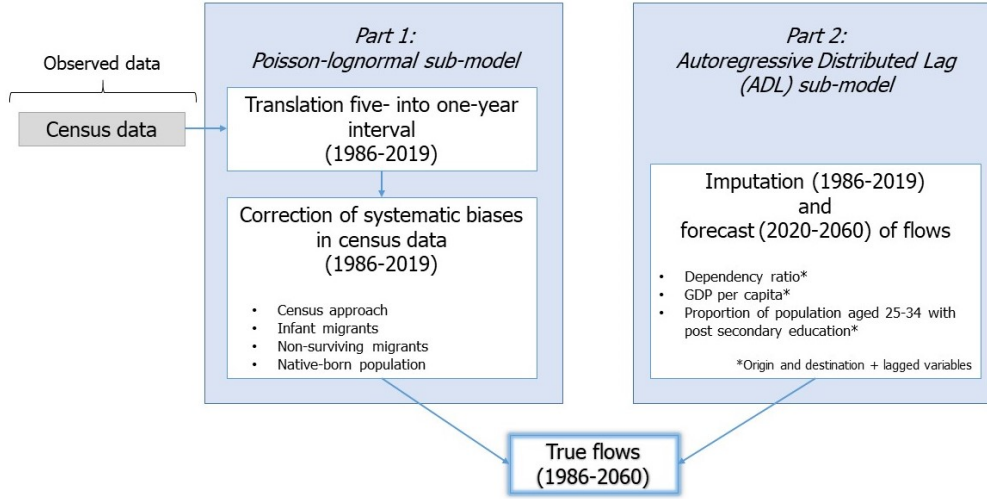 Observed data
Census data
Part 1:
Poisson-lognormal sub-model
Translation five- into one-year
interval
(1986-2019)
Correction of systematic biases
in census data
(1986-2019)
• Census approach
• Infant migrants
• Non-surviving migrants
• Native-born population
Part 2:
Autoregressive Distributed Lag
(ADL) sub-model
Imputation (1986-2019)
and
forecast (2020-2060) of flows
• Dependency ratio*
• GDP per capita*
• Proportion of population aged 25-34 with
post secondary education*
*Origin and destination + lagged variables
True flows
(1986-2060)